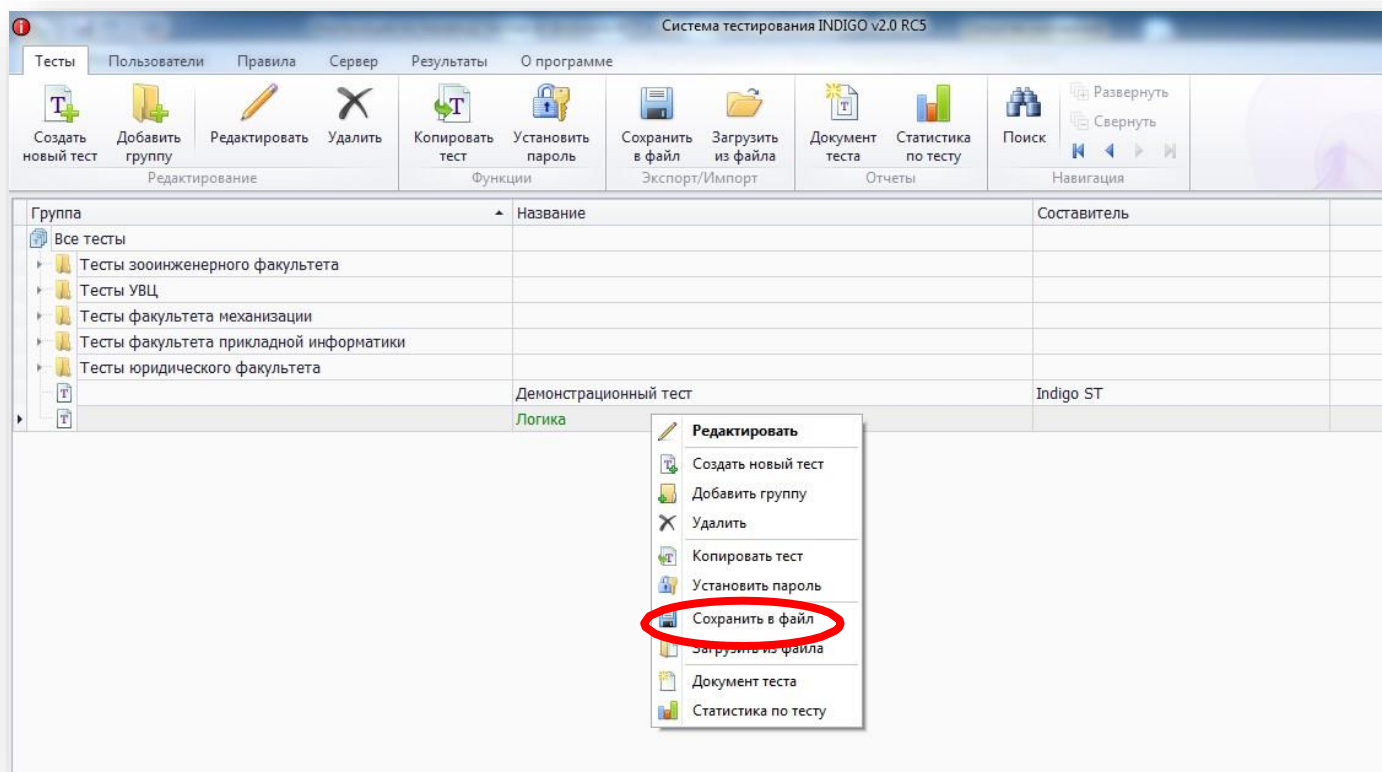 Система тестирования INDIGO v2.0 RC5
Тесты Пользователи Правила Сервер Результаты О программе
Создать новый тест
Добавить группу
Редактировать
Удалить
Копировать тест
Установить пароль
Сохранить в файл
Загрузить из файла
Документ теста
Статистика по тесту
Поиск
Развернуть
Свернуть
Редактирование Функции Экспорт/Импорт Отчеты Навигация
Группа Название Составитель
Все тесты
Тесты зооинженерного факультета
Тесты УВЦ
Тесты факультета механизации
Тесты факультета прикладной информатики
Тесты юридического факультета
Демонстрационный тест Indigo ST
Логика
Редактировать
Создать новый тест
Добавить группу
Удалить
Копировать тест
Установить пароль
Сохранить в файл
Загрузить из файла
Документ теста
Статистика по тесту